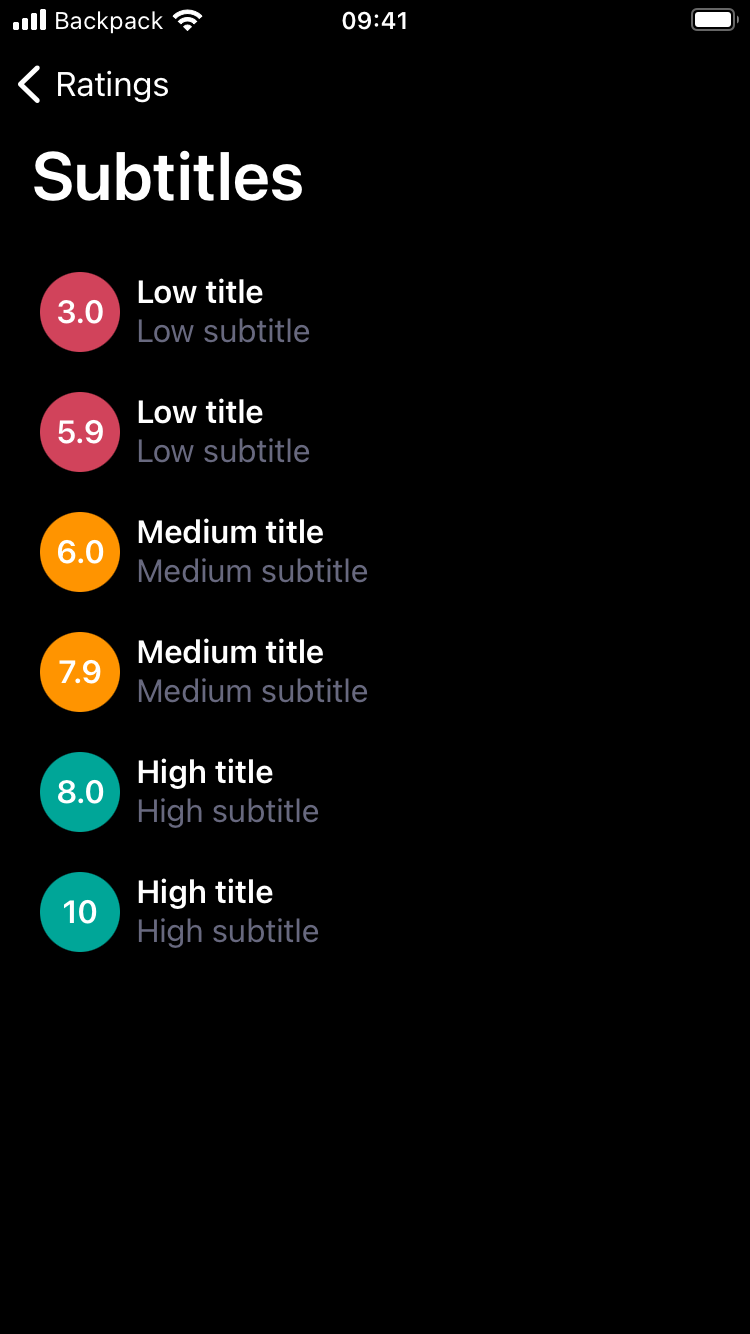 Backpack 09:41
Ratings
Subtitles
3.0 Low title
Low subtitle
5.9 Low title
Low subtitle
6.0 Medium title
Medium subtitle
7.9 Medium title
Medium subtitle
8.0 High title
High subtitle
10 High title
High subtitle